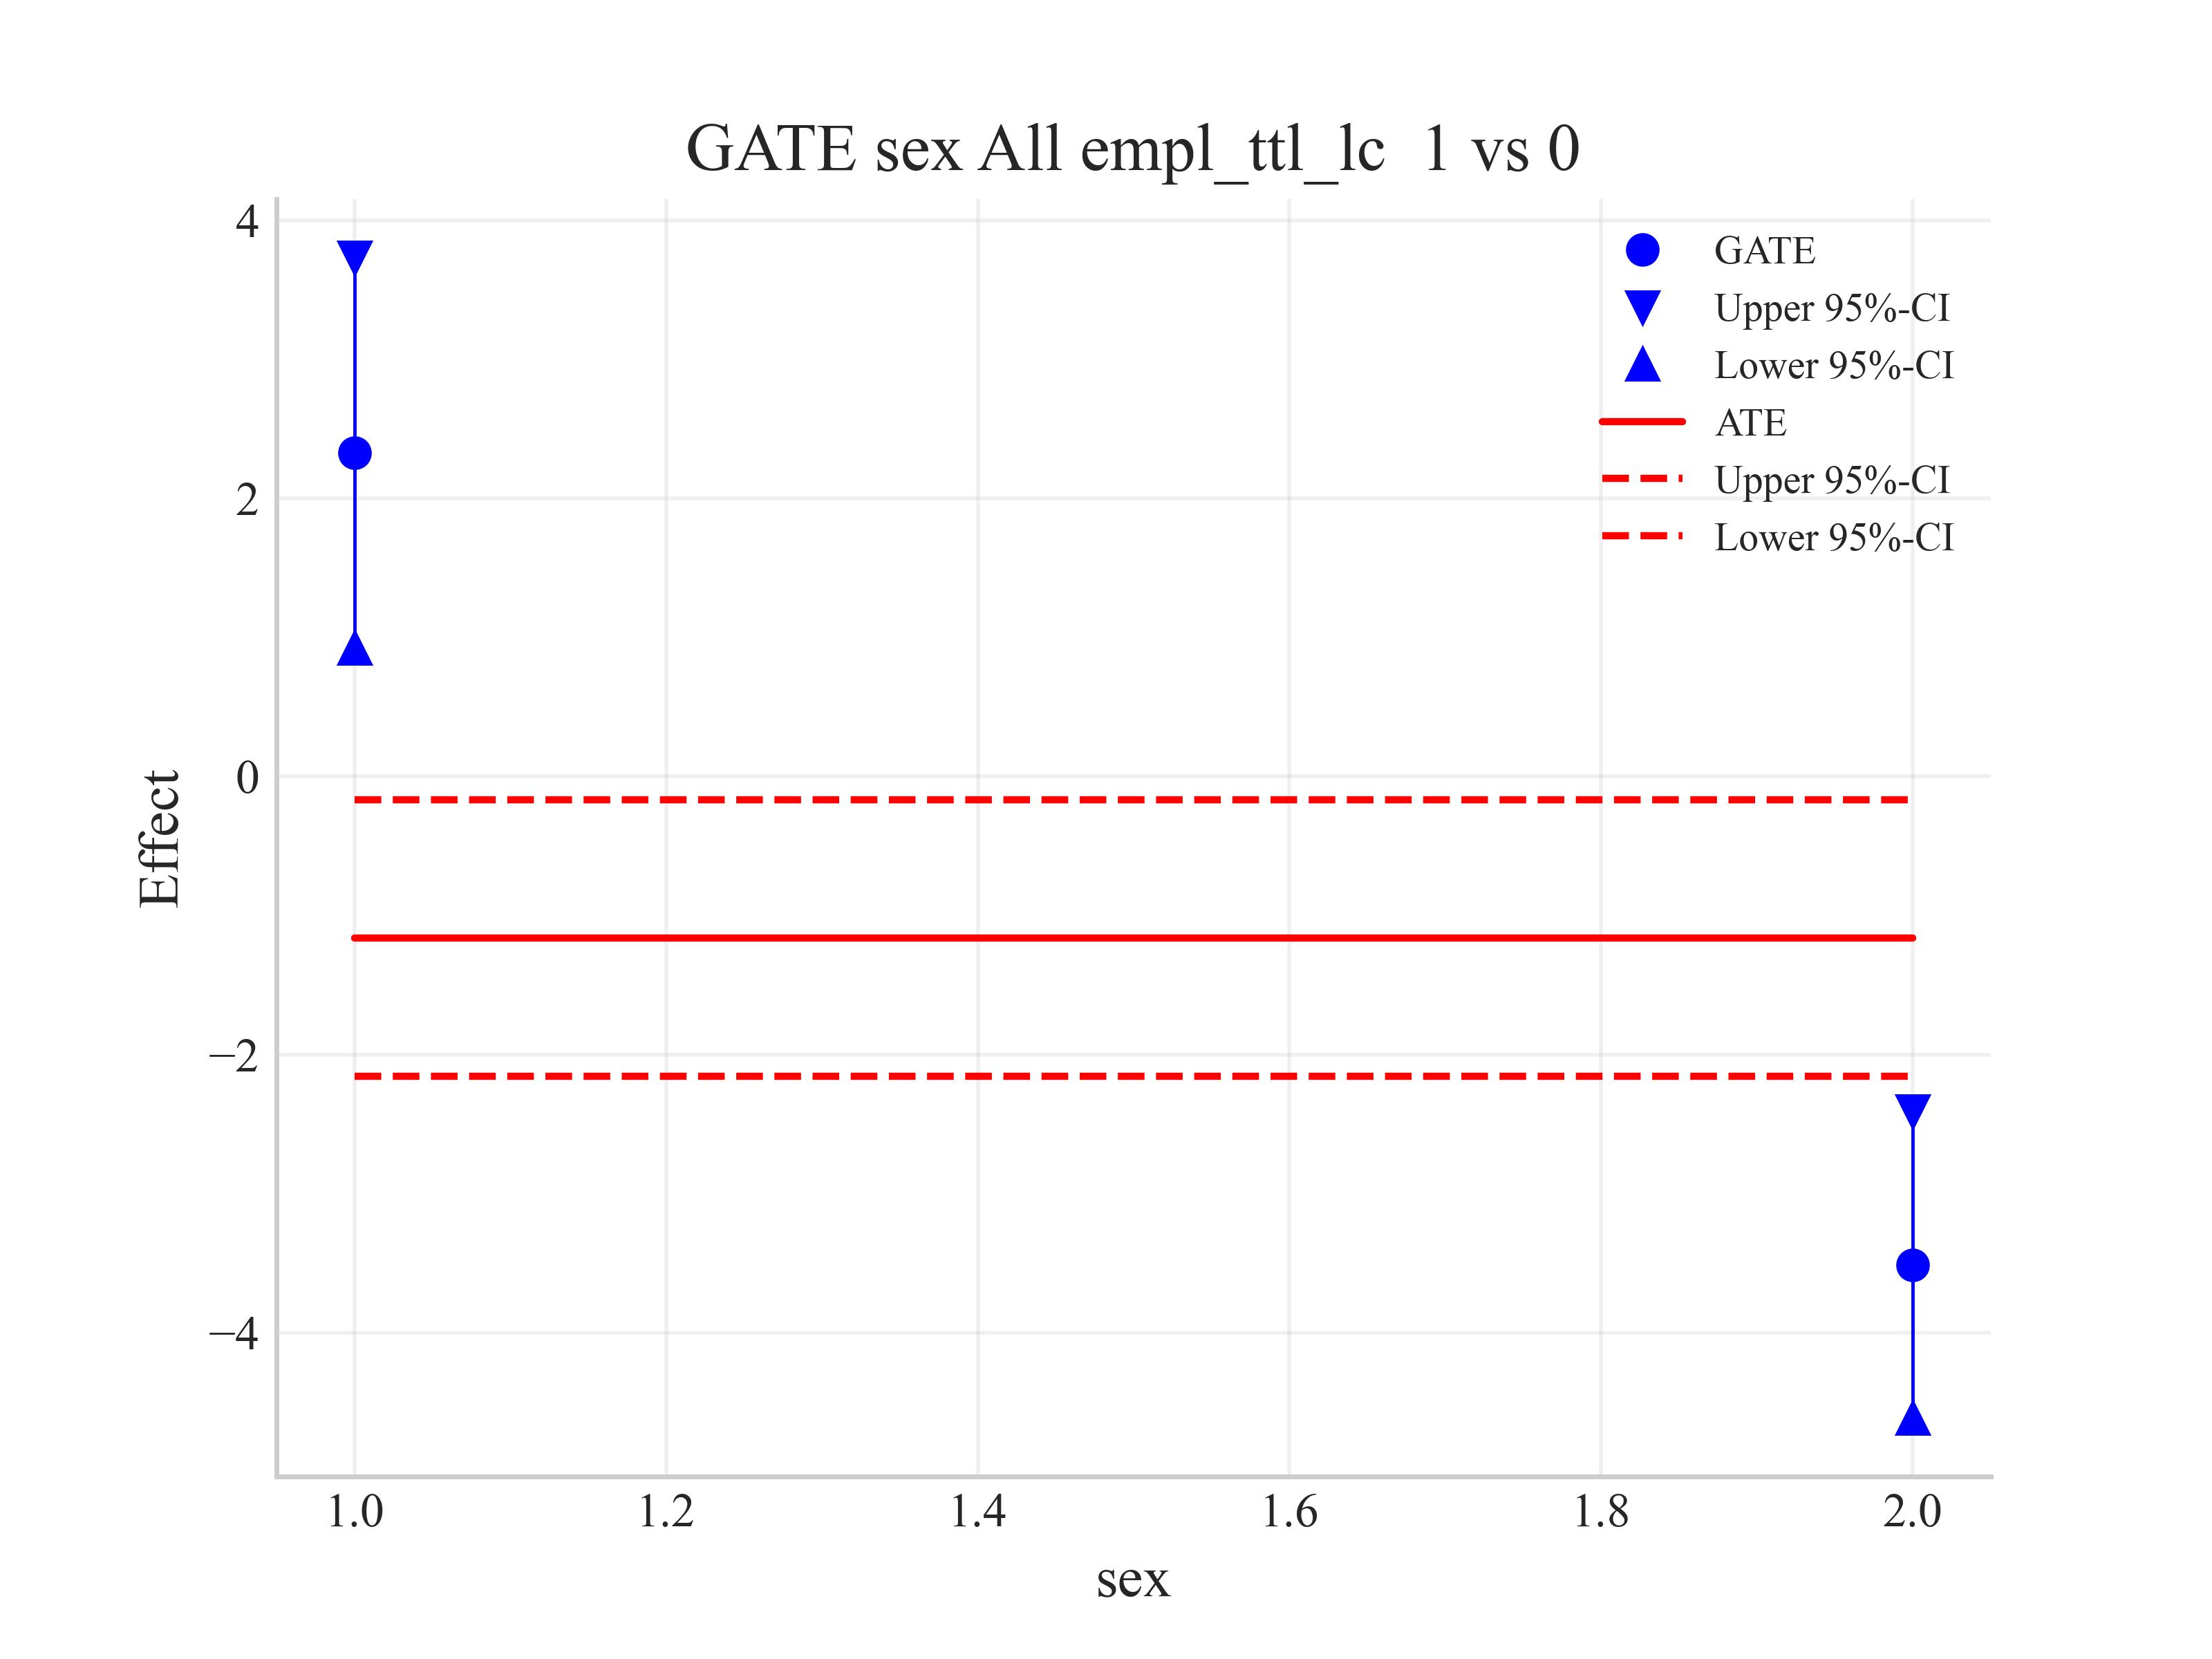 GATE sex All empl_ttl_lc  1 vs 0
4
2
0
−2
−4
Effect
GATE
Upper 95%-CI
Lower 95%-CI
ATE
Upper 95%-CI
Lower 95%-CI
1.0 1.2 1.4 1.6 1.8 2.0
sex